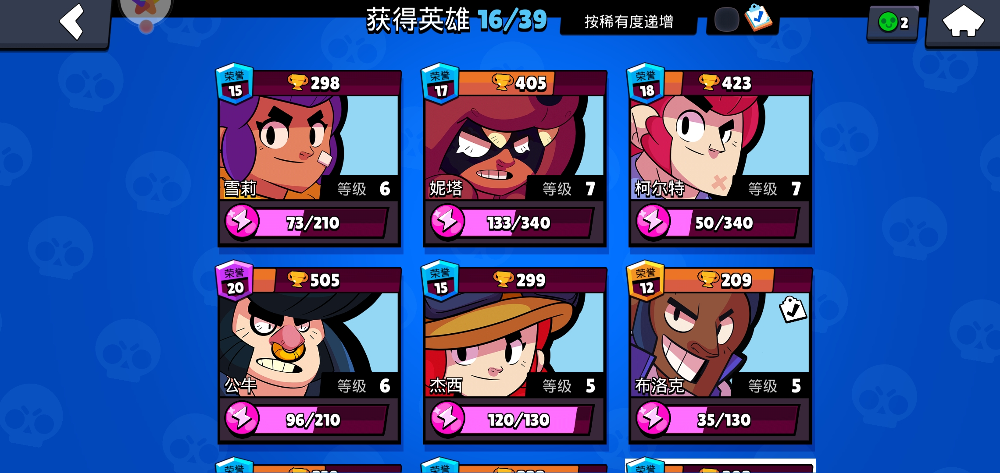 获得英雄 16/39
按稀有度递增
2
荣誉 15
298
雪莉
等级 6
73/210
荣誉 17
405
妮塔
等级 7
133/340
荣誉 18
423
柯尔特
等级 7
50/340
荣誉 20
505
公牛
等级 6
96/210
荣誉 15
299
杰西
等级 5
120/130
荣誉 12
209
布洛克
等级 5
35/130
荣誉
荣誉
荣誉